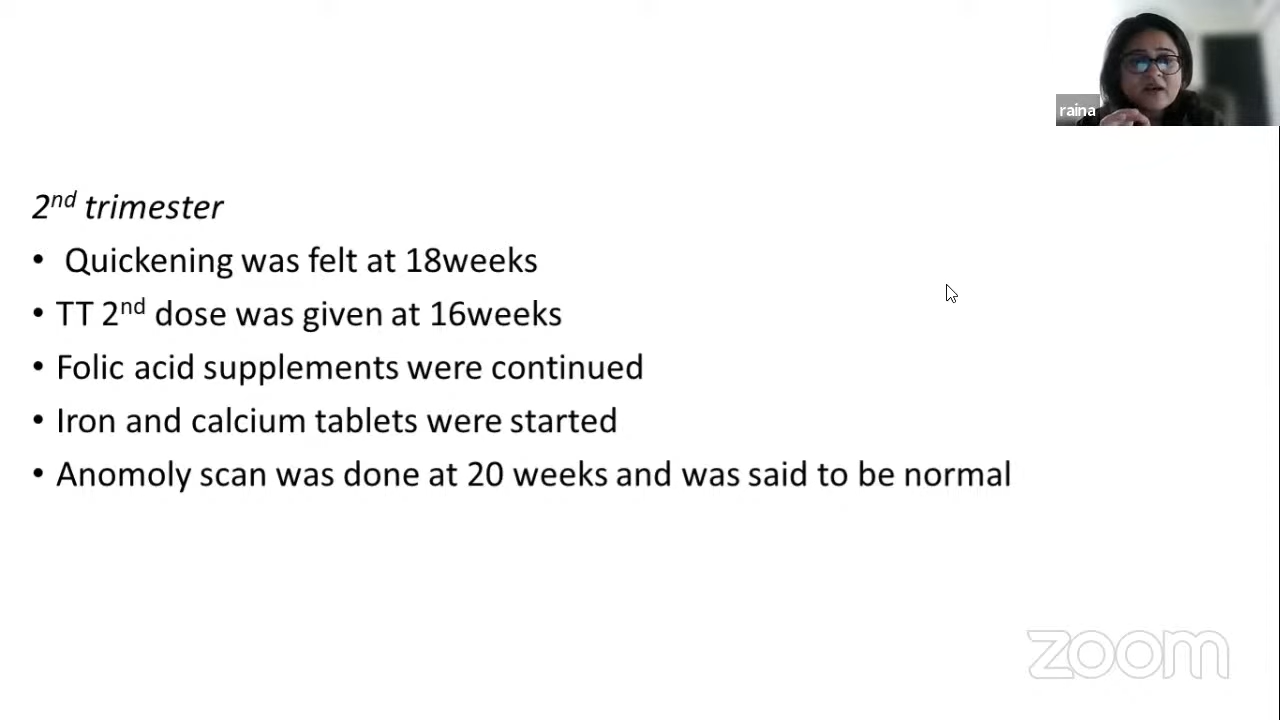 raina
2nd trimester
• Quickening was felt at 18weeks
• TT 2nd dose was given at 16weeks
• Folic acid supplements were continued
• Iron and calcium tablets were started
• Anomoly scan was done at 20 weeks and was said to be normal
zoom